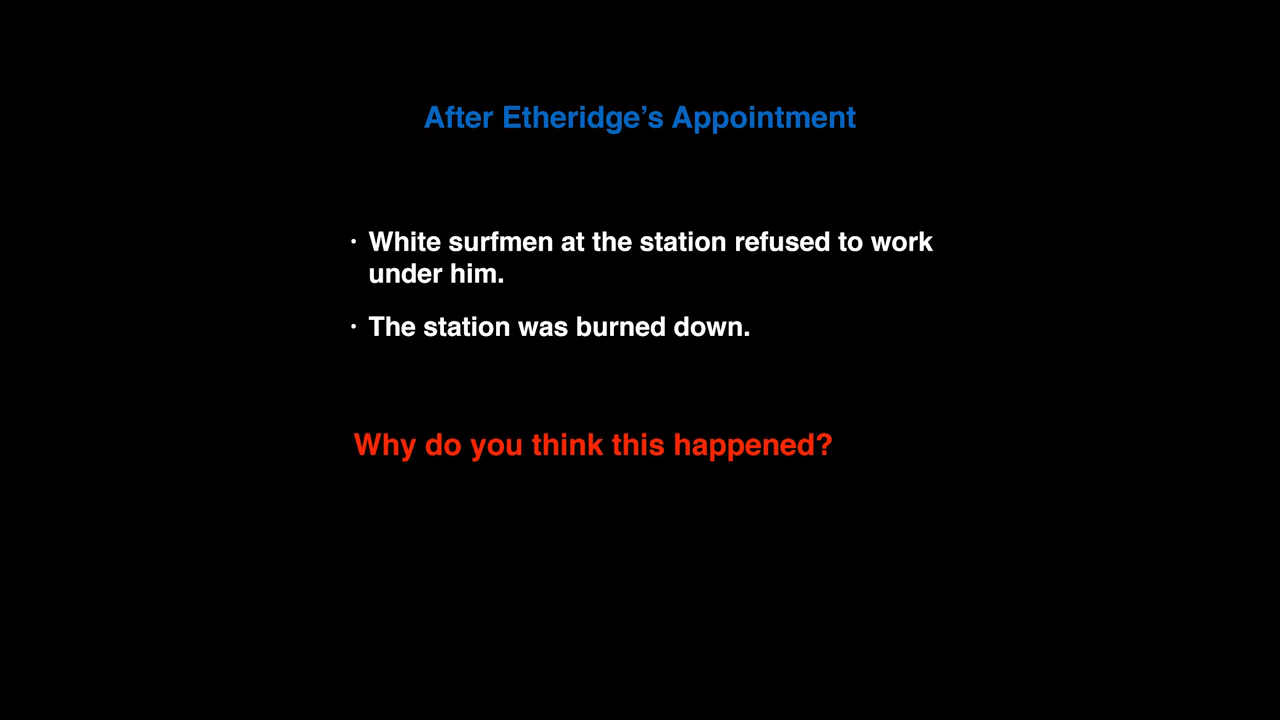 After Etheridge’s Appointment
• White surfmen at the station refused to work
under him.
• The station was burned down.
Why do you think this happened?